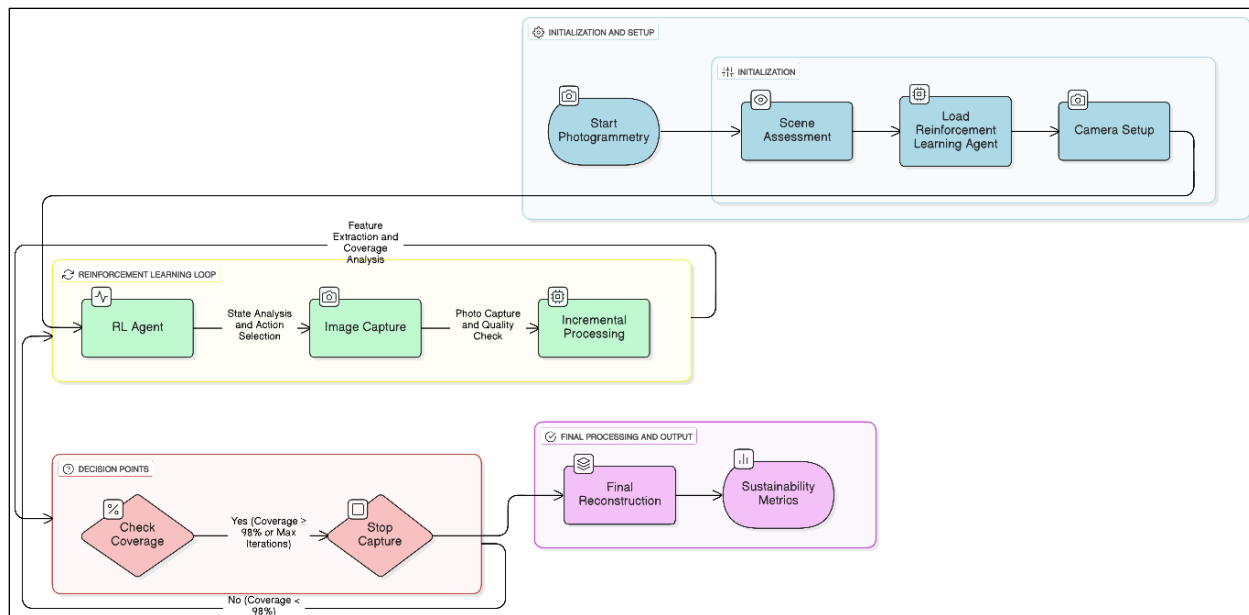 INITIALIZATION AND SETUP
INITIALIZATION
Start
Photogrammetry
Scene
Assessment
Load
Reinforcement
Learning Agent
Camera Setup
Feature
Extraction and
Coverage
Analysis
REINFORCEMENT LEARNING LOOP
RL Agent
State Analysis
and Action
Selection
Image Capture
Photo Capture
and Quality
Check
Incremental
Processing
DECISION POINTS
Check
Coverage
Yes (Coverage ≥
98% or Max
Iterations)
Stop
Capture
No (Coverage <
98%)
FINAL PROCESSING AND OUTPUT
Final
Reconstruction
Sustainability
Metrics